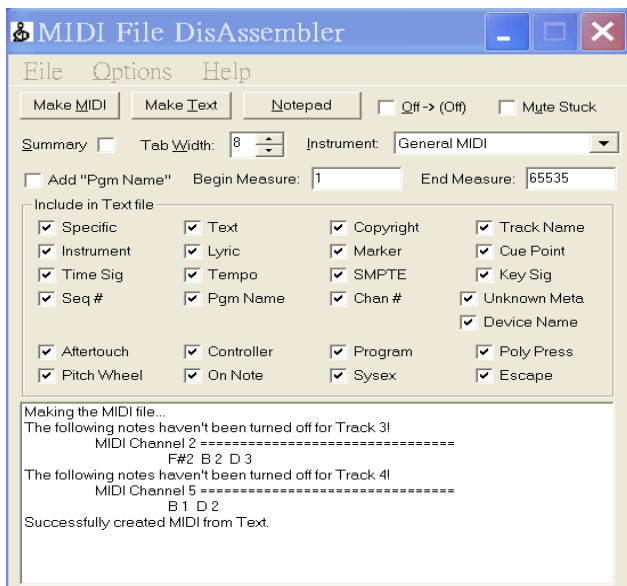 MIDI File DisAssembler
File Options Help
Make MIDI Make Text Notepad Off -> (Off) Mute Stuck
Summary Tab Width: 8 Instrument: General MIDI
Add "Pgm Name" Begin Measure: 1 End Measure: 65535
Include in Text file
Specific Text Copyright Track Name
Instrument Lyric Marker Cue Point
Time Sig Tempo SMPTE Key Sig
Seq # Pgm Name Chan # Unknown Meta
Device Name
Aftertouch Controller Program Poly Press
Pitch Wheel On Note Sysex Escape
Making the MIDI file...
The following notes haven't been turned off for Track 3!
MIDI Channel 2 ================================
F#2 B 2 D 3
The following notes haven't been turned off for Track 4!
MIDI Channel 5 ================================
B 1 D 2
Successfully created MIDI from Text.